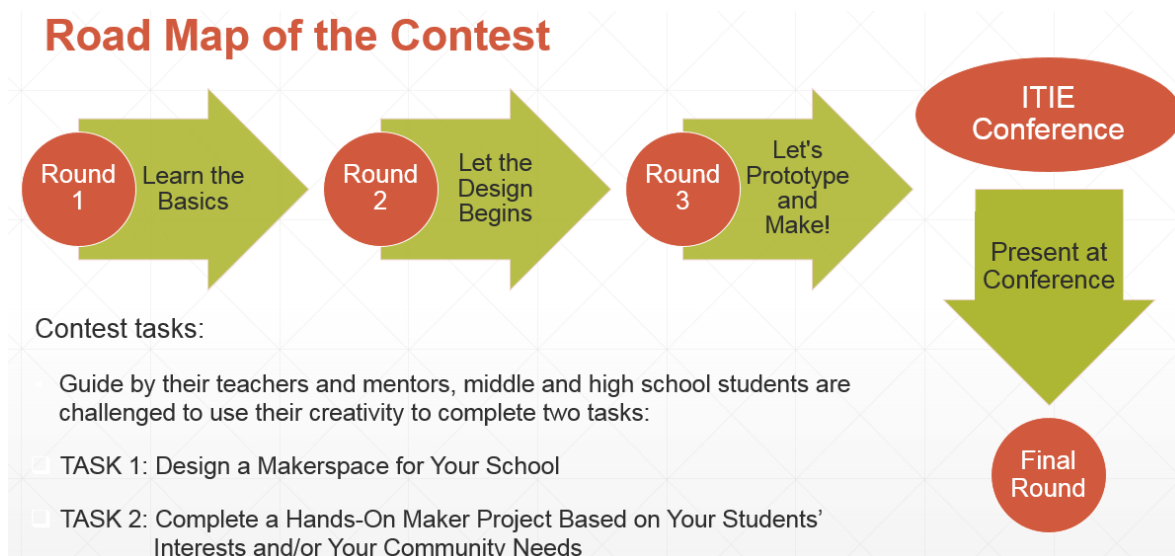 Road Map of the Contest
Round
1
Learn the
Basics
Round
2
Let the
Design
Begins
Round
3
Let's
Prototype
and
Make!
ITIE
Conference
Present at
Conference
Final
Round
Contest tasks:
Guide by their teachers and mentors, middle and high school students are
challenged to use their creativity to complete two tasks:
TASK 1: Design a Makerspace for Your School
TASK 2: Complete a Hands-On Maker Project Based on Your Students’
Interests and/or Your Community Needs